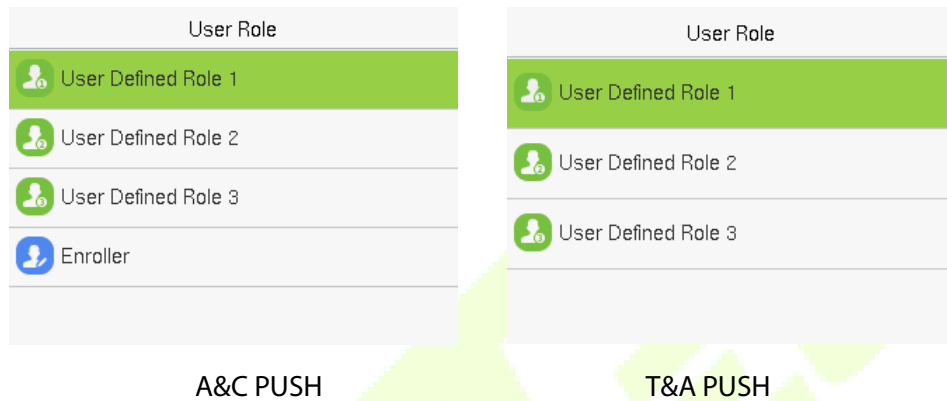 User Role
User Defined Role 1
User Defined Role 2
User Defined Role 3
Enroller
A&C PUSH
User Role
User Defined Role 1
User Defined Role 2
User Defined Role 3
T&A PUSH